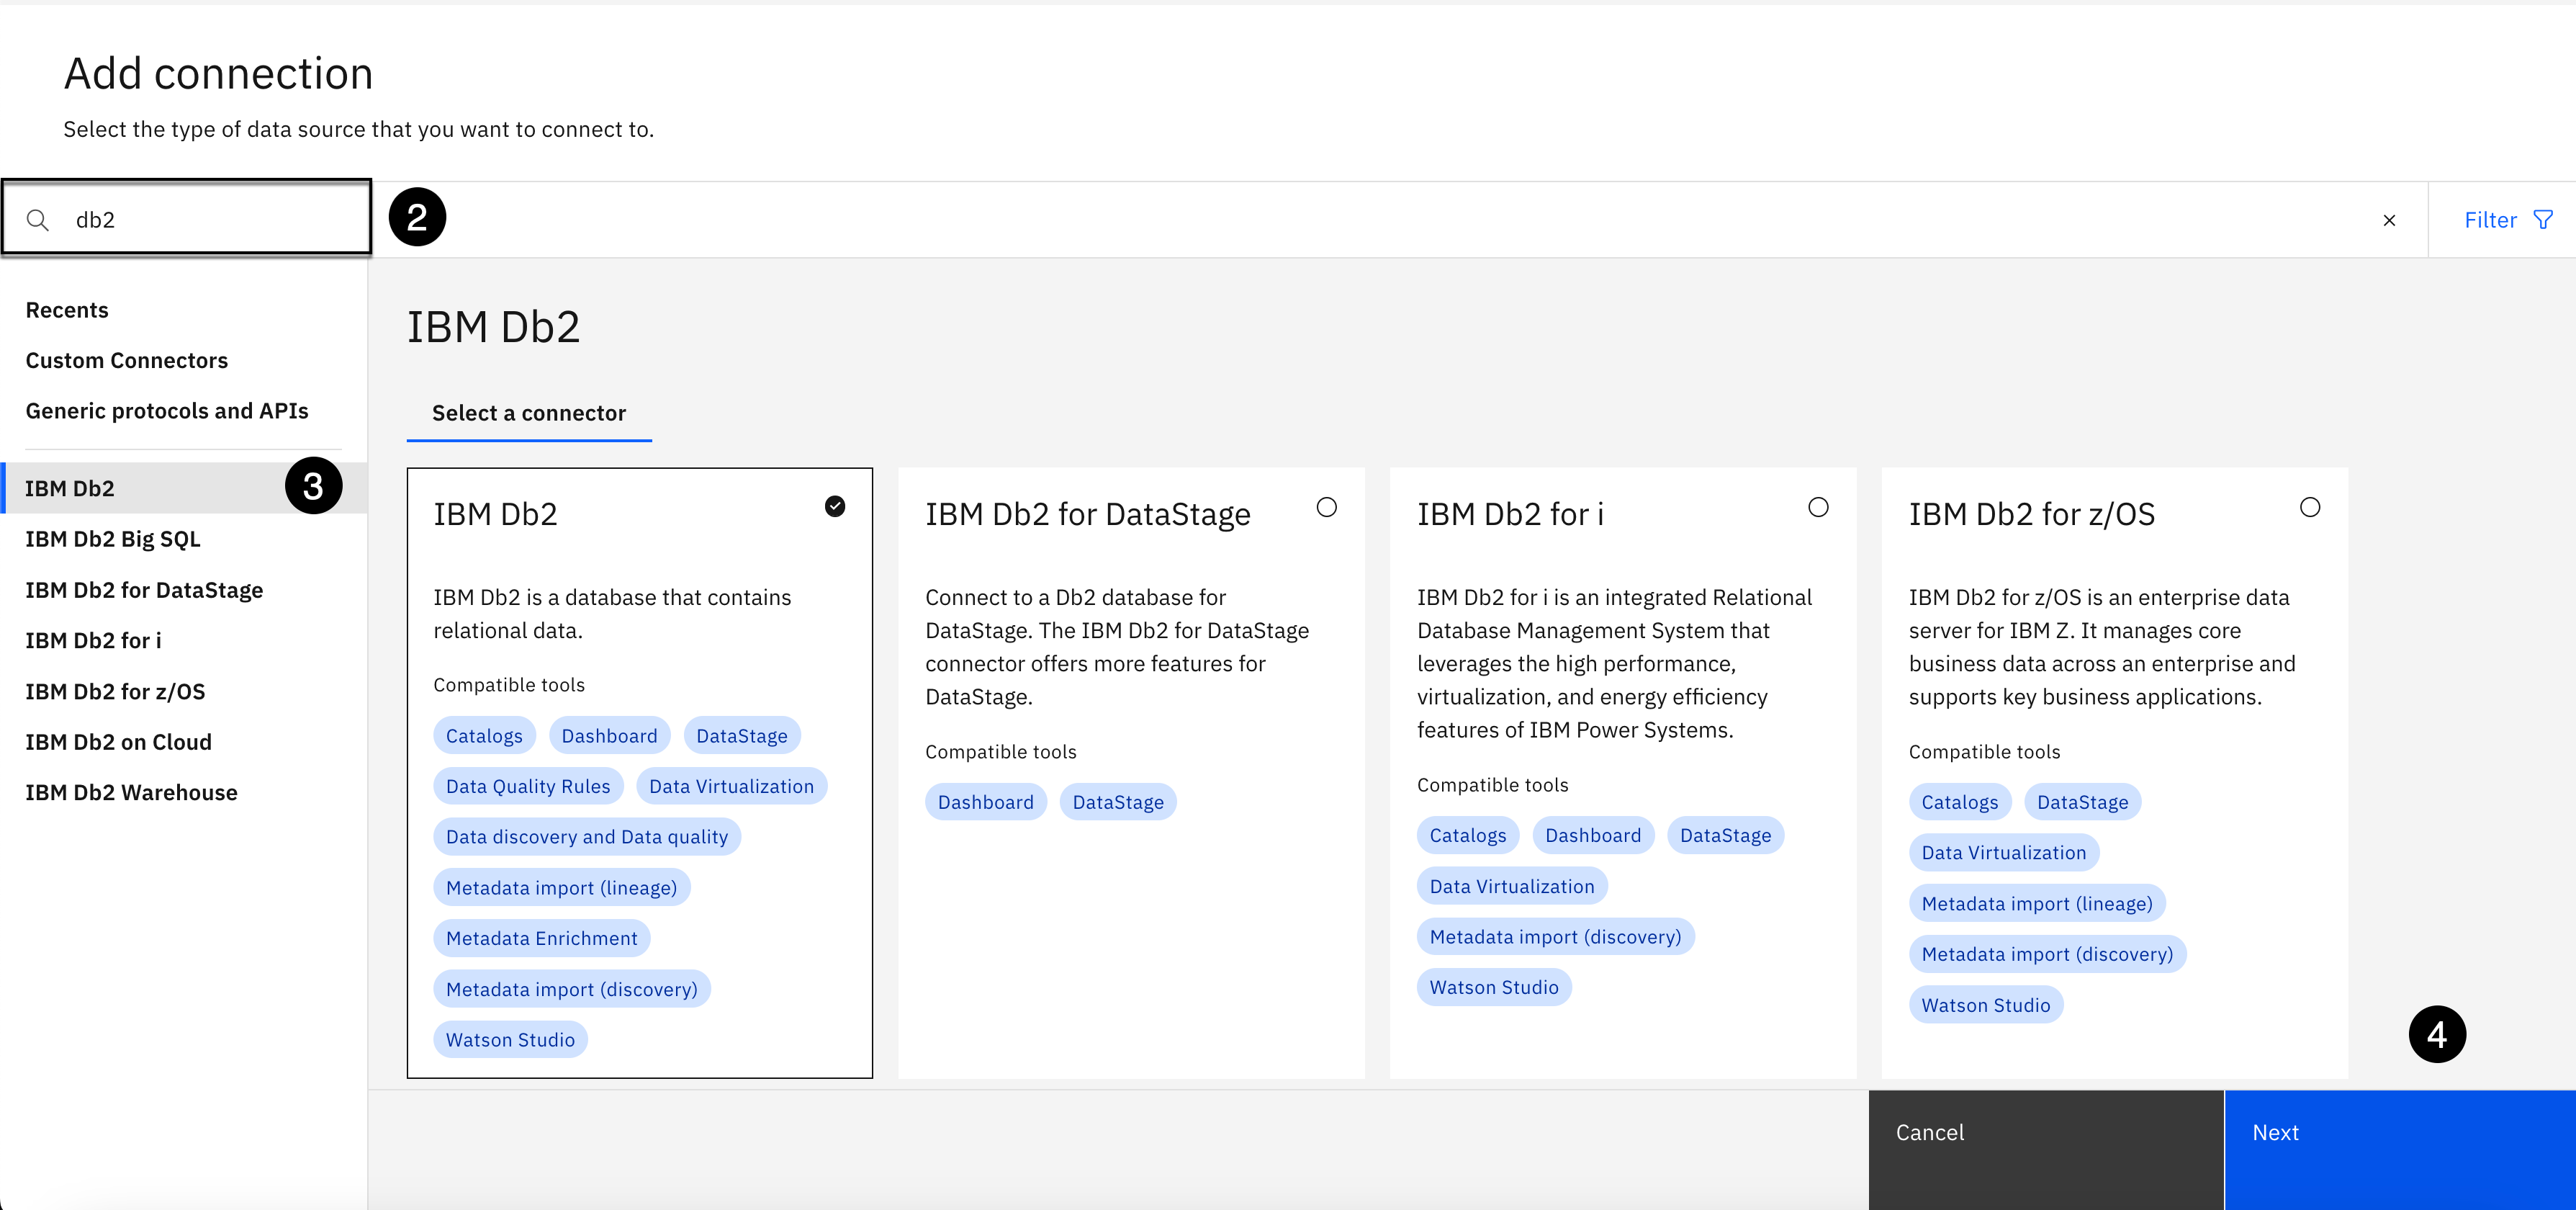 Add connection
Select the type of data source that you want to connect to.
db2
2
Filter
Recents
Custom Connectors
Generic protocols and APIs
IBM Db2
3
IBM Db2 Big SQL
IBM Db2 for DataStage
IBM Db2 for i
IBM Db2 for z/OS
IBM Db2 on Cloud
IBM Db2 Warehouse
IBM Db2
Select a connector
IBM Db2
IBM Db2 is a database that contains
relational data.
Compatible tools
Catalogs Dashboard DataStage
Data Quality Rules Data Virtualization
Data discovery and Data quality
Metadata import (lineage)
Metadata Enrichment
Metadata import (discovery)
Watson Studio
IBM Db2 for DataStage
Connect to a Db2 database for
DataStage. The IBM Db2 for DataStage
connector offers more features for
DataStage.
Compatible tools
Dashboard DataStage
IBM Db2 for i
IBM Db2 for i is an integrated Relational
Database Management System that
leverages the high performance,
virtualization, and energy efficiency
features of IBM Power Systems.
Compatible tools
Catalogs Dashboard DataStage
Data Virtualization
Metadata import (discovery)
Watson Studio
IBM Db2 for z/OS
IBM Db2 for z/OS is an enterprise data
server for IBM Z. It manages core
business data across an enterprise and
supports key business applications.
Compatible tools
Catalogs DataStage
Data Virtualization
Metadata import (lineage)
Metadata import (discovery)
Watson Studio
4
Cancel
Next